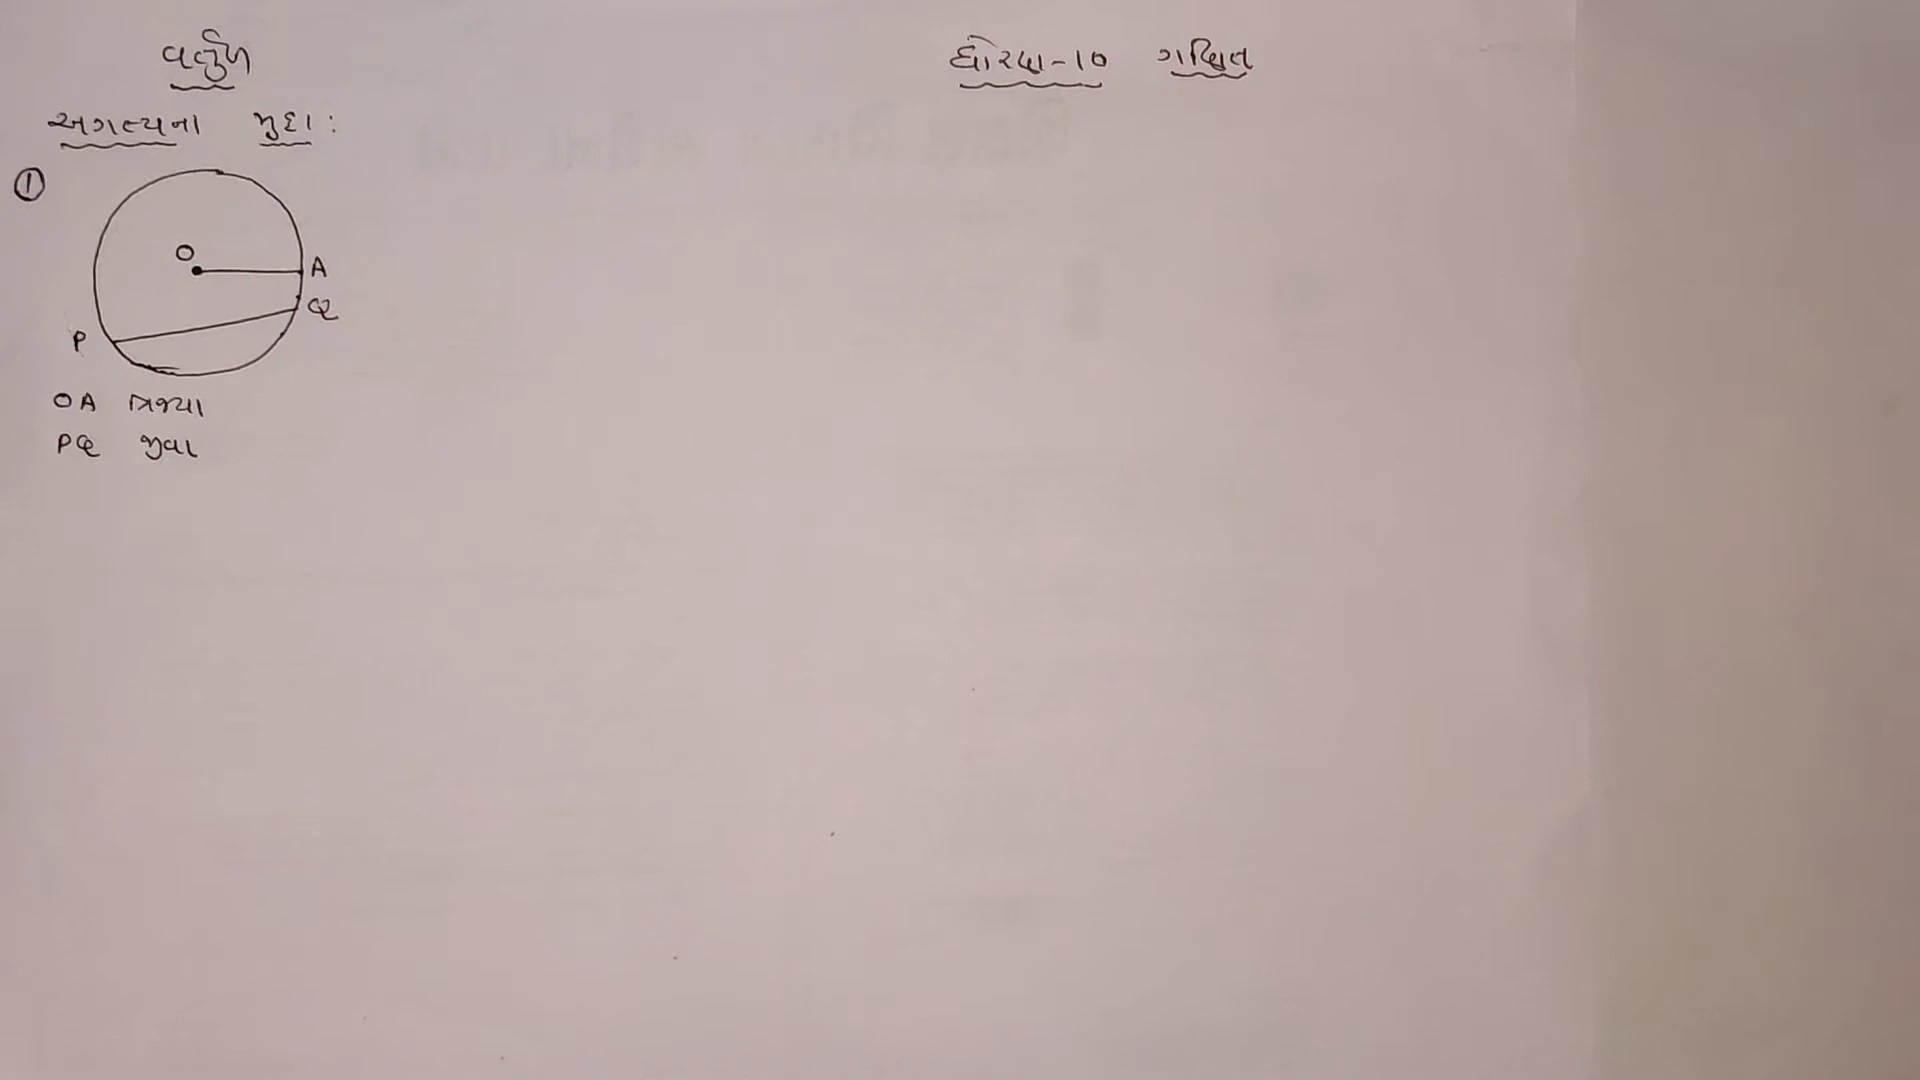 વર્તુળ
ધોરણ-10 ગણિત
અગત્યના મુદ્દા :
①
O
A
Q
P
OA ત્રિજ્યા
PQ જીવા